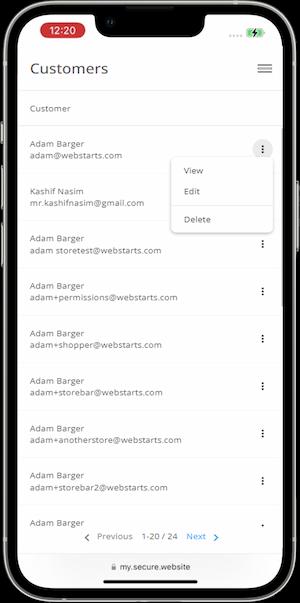 12:20
Customers
Customer
Adam Barger
adam@webstarts.com
View
Edit
Delete
Kashif Nasim
mr.kashifnasim@gmail.com
Adam Barger
adam storetest@webstarts.com
Adam Barger
adam+permissions@webstarts.com
Adam Barger
adam+shopper@webstarts.com
Adam Barger
adam+storebar@webstarts.com
Adam Barger
adam+anotherstore@webstarts.com
Adam Barger
adam+storebar2@webstarts.com
Adam Barger
Previous 1-20 / 24 Next
my.secure.website